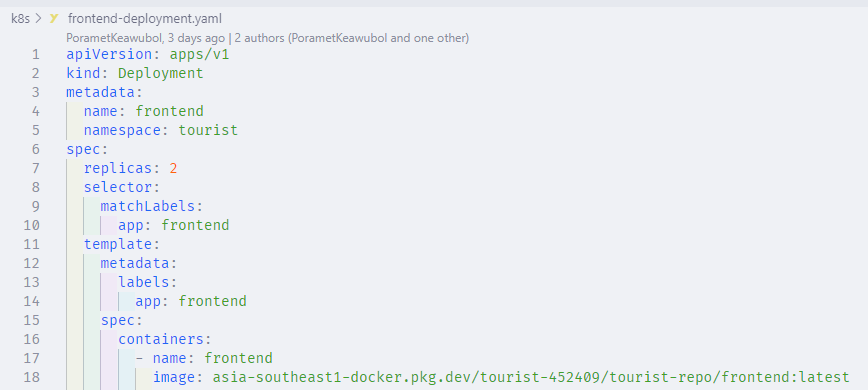 k8s > frontend-deployment.yaml
PorametKeawubol, 3 days ago | 2 authors (PorametKeawubol and one other)
1 apiVersion: apps/v1
2 kind: Deployment
3 metadata:
4   name: frontend
5   namespace: tourist
6 spec:
7   replicas: 2
8   selector:
9     matchLabels:
10       app: frontend
11   template:
12     metadata:
13       labels:
14         app: frontend
15     spec:
16       containers:
17         - name: frontend
18           image: asia-southeast1-docker.pkg.dev/tourist-452409/tourist-repo/frontend:latest